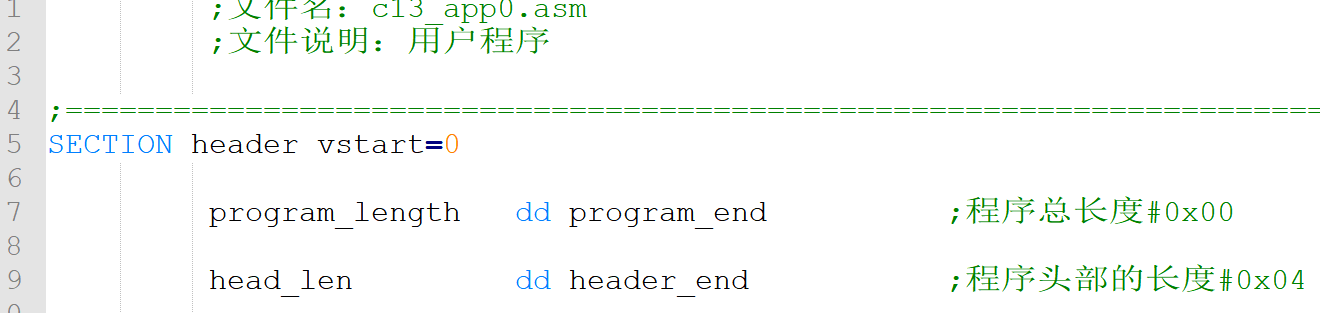 1 ;文件名：c13_app0.asm
2 ;文件说明：用户程序
3
4 ;======================================================================
5 SECTION header vstart=0
6
7 program_length dd program_end ;程序总长度#0x00
8
9 head_len dd header_end ;程序头部的长度#0x04